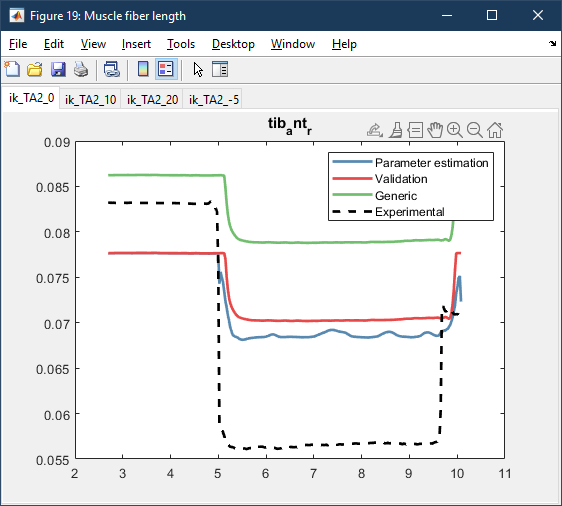 Figure 19: Muscle fiber length
File Edit View Insert Tools Desktop Window Help
ik_TA2_0 ik_TA2_10 ik_TA2_20 ik_TA2_-5
tib_ant_r
0.09
0.085
0.08
0.075
0.07
0.065
0.06
0.055
Parameter estimation
Validation
Generic
Experimental
2 3 4 5 6 7 8 9 10 11